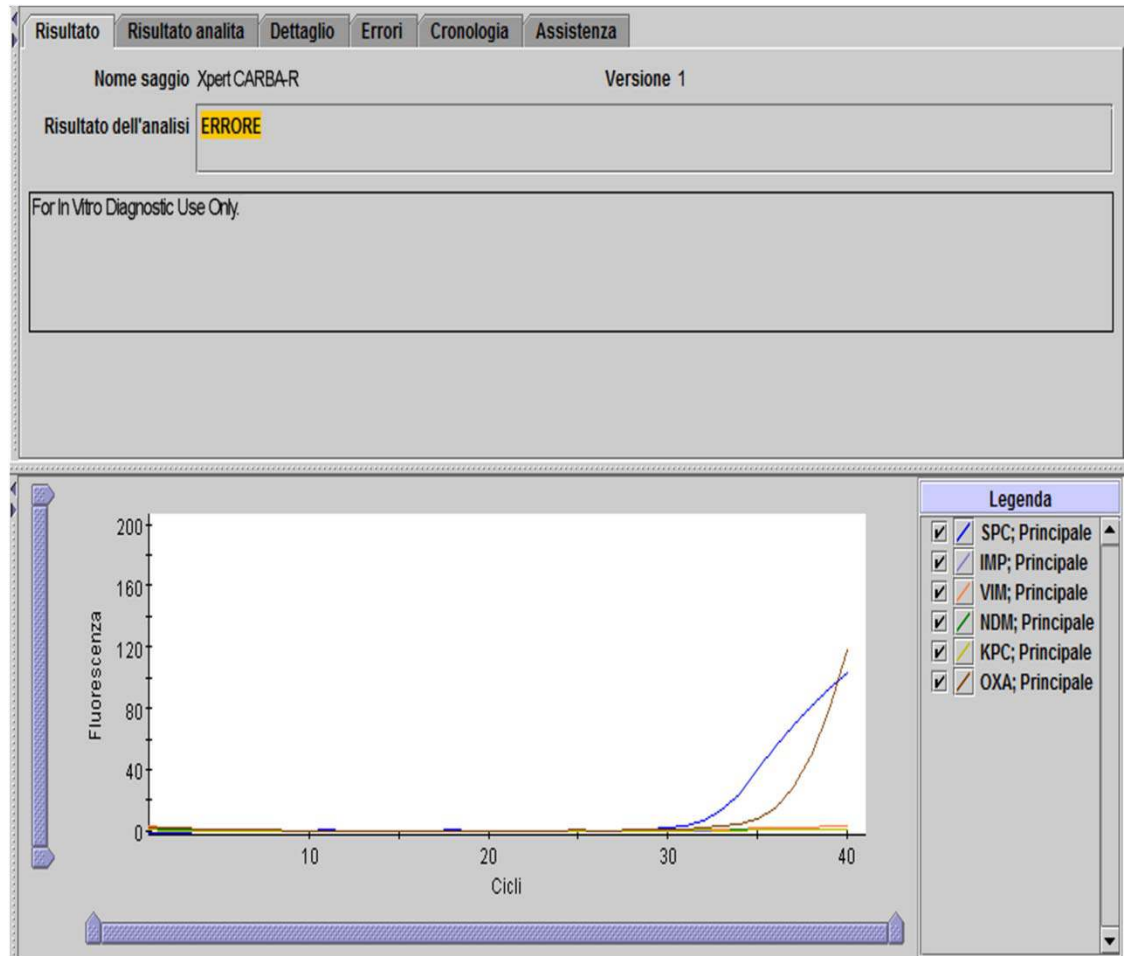 Risultato Risultato analita Dettaglio Errori Cronologia Assistenza
Nome saggio Xpert CARBA-R Versione 1
Risultato dell'analisi ERRORE
For In Vitro Diagnostic Use Only.
Legenda
SPC; Principale
IMP; Principale
VIM; Principale
NDM; Principale
KPC; Principale
OXA; Principale
Fluorescenza
200
160
120
80
40
0
10 20 30 40
Cicli